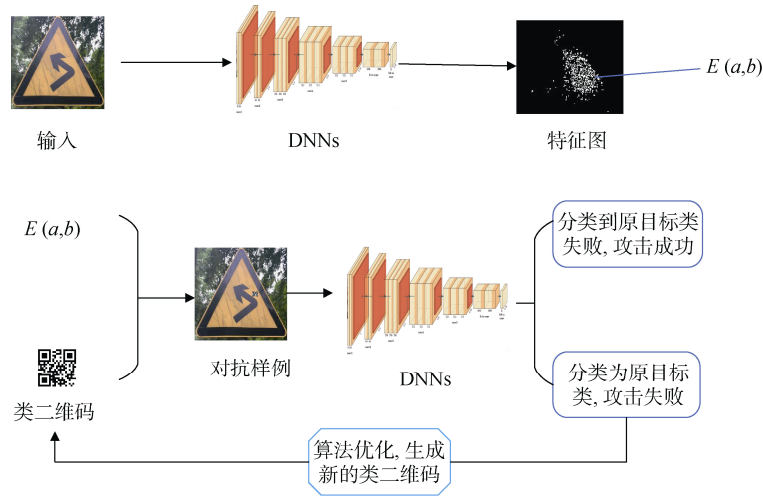 E (a,b)
输入
DNNs
特征图
E (a,b)
分类到原目标类
失败, 攻击成功
对抗样例
DNNs
分类为原目标
类, 攻击失败
类二维码
算法优化, 生成
新的类二维码